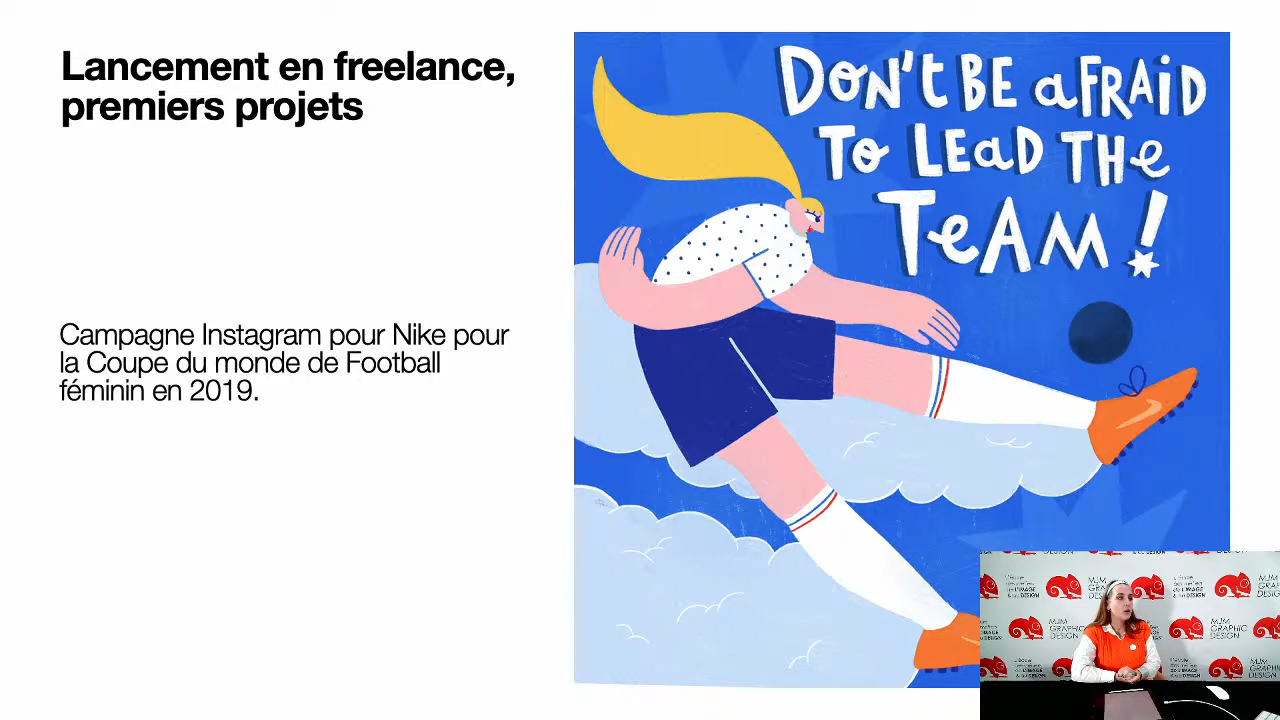 Lancement en freelance,
premiers projets
Campagne Instagram pour Nike pour
la Coupe du monde de Football
féminin en 2019.
DON'T BE aFRAiD
To LEaD THe
TeAM!
MJM
GRAPHIC
DESIGN